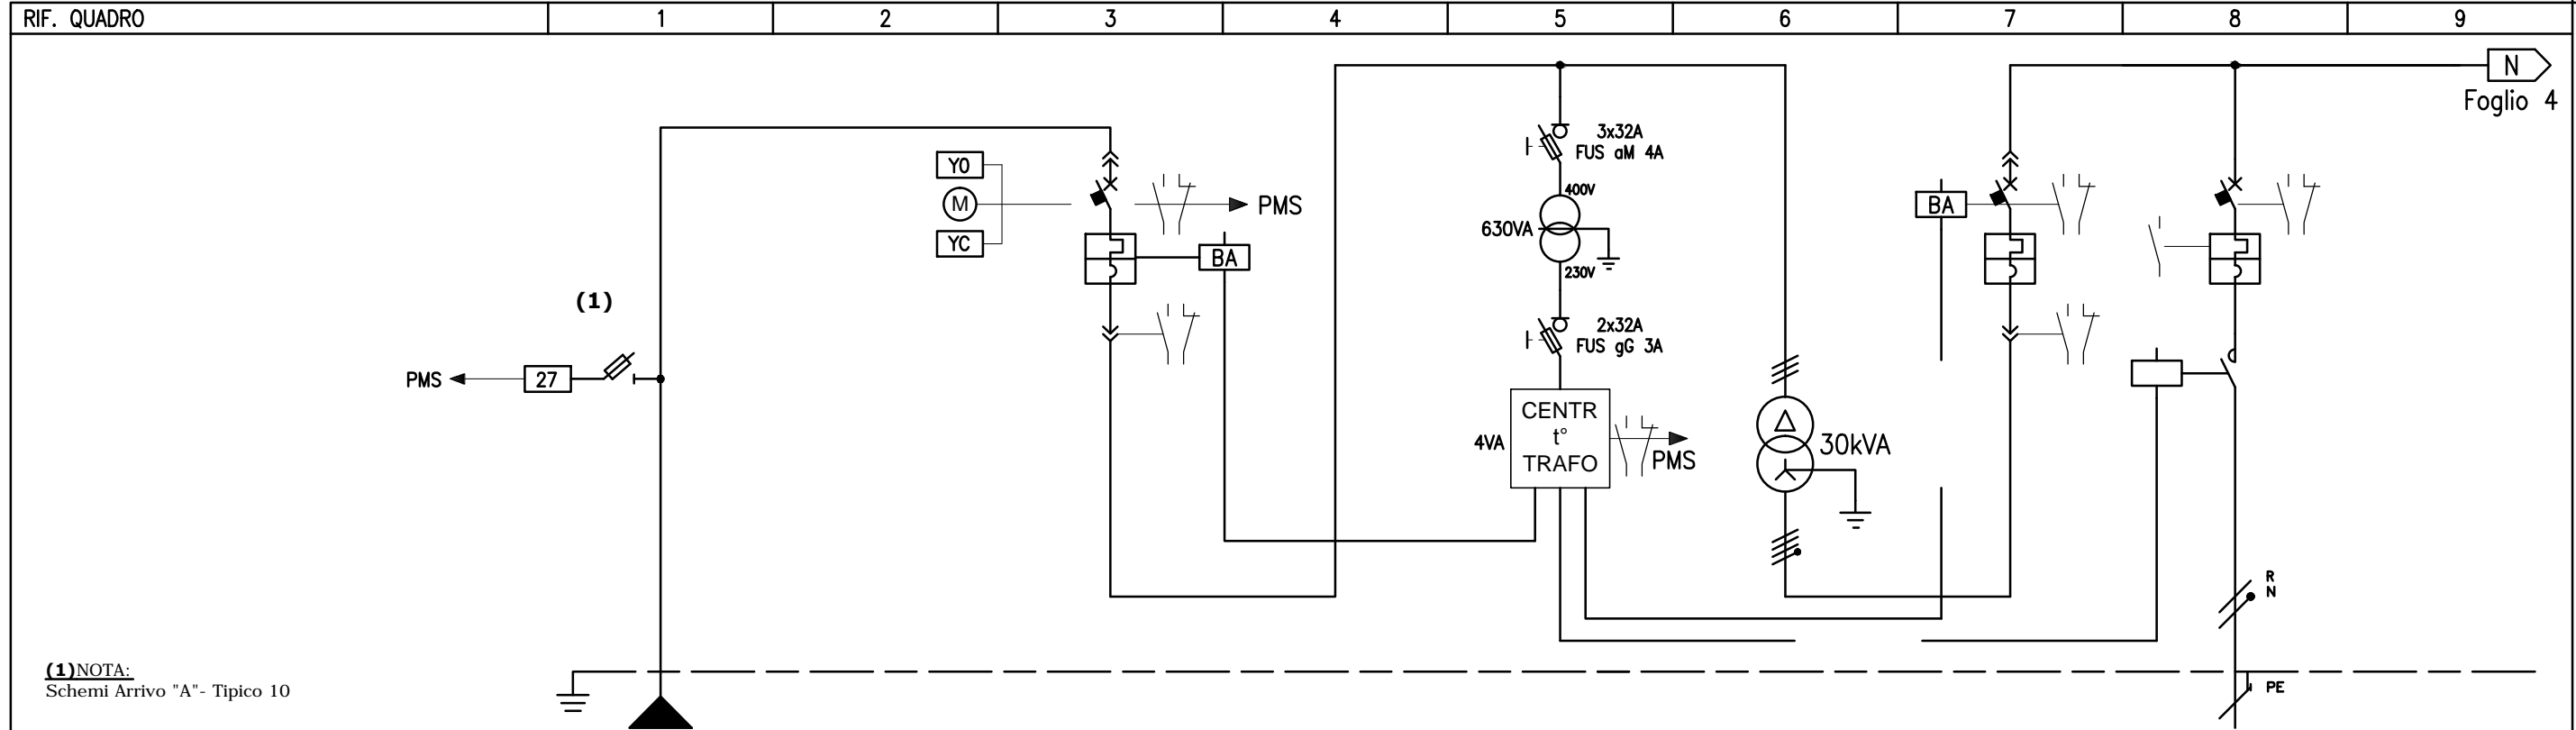 RIF. QUADRO 1 2 3 4 5 6 7 8 9
N
Foglio 4
3x32A
FUS aM 4A
YO
M
YC
PMS
BA
400V
630VA
230V
BA
(1)
2x32A
FUS gG 3A
PMS
27
CENTR
t°
TRAFO
4VA
PMS
30kVA
R
N
(1)NOTA:
Schemi Arrivo "A"- Tipico 10
PE